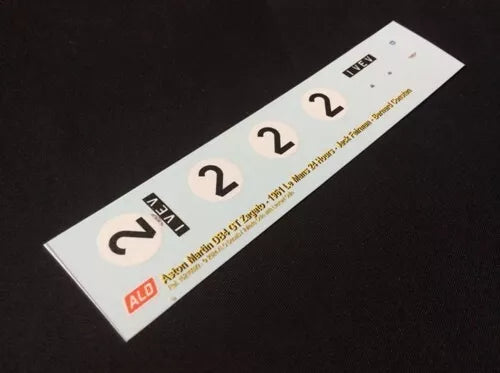 2
2
2
2
1 VEV
1 VEV
ALD
Aston Martin DB4 GT Zagato - 1961 Le Mans 24 Hours - Jack Fairman - Bernard Consten